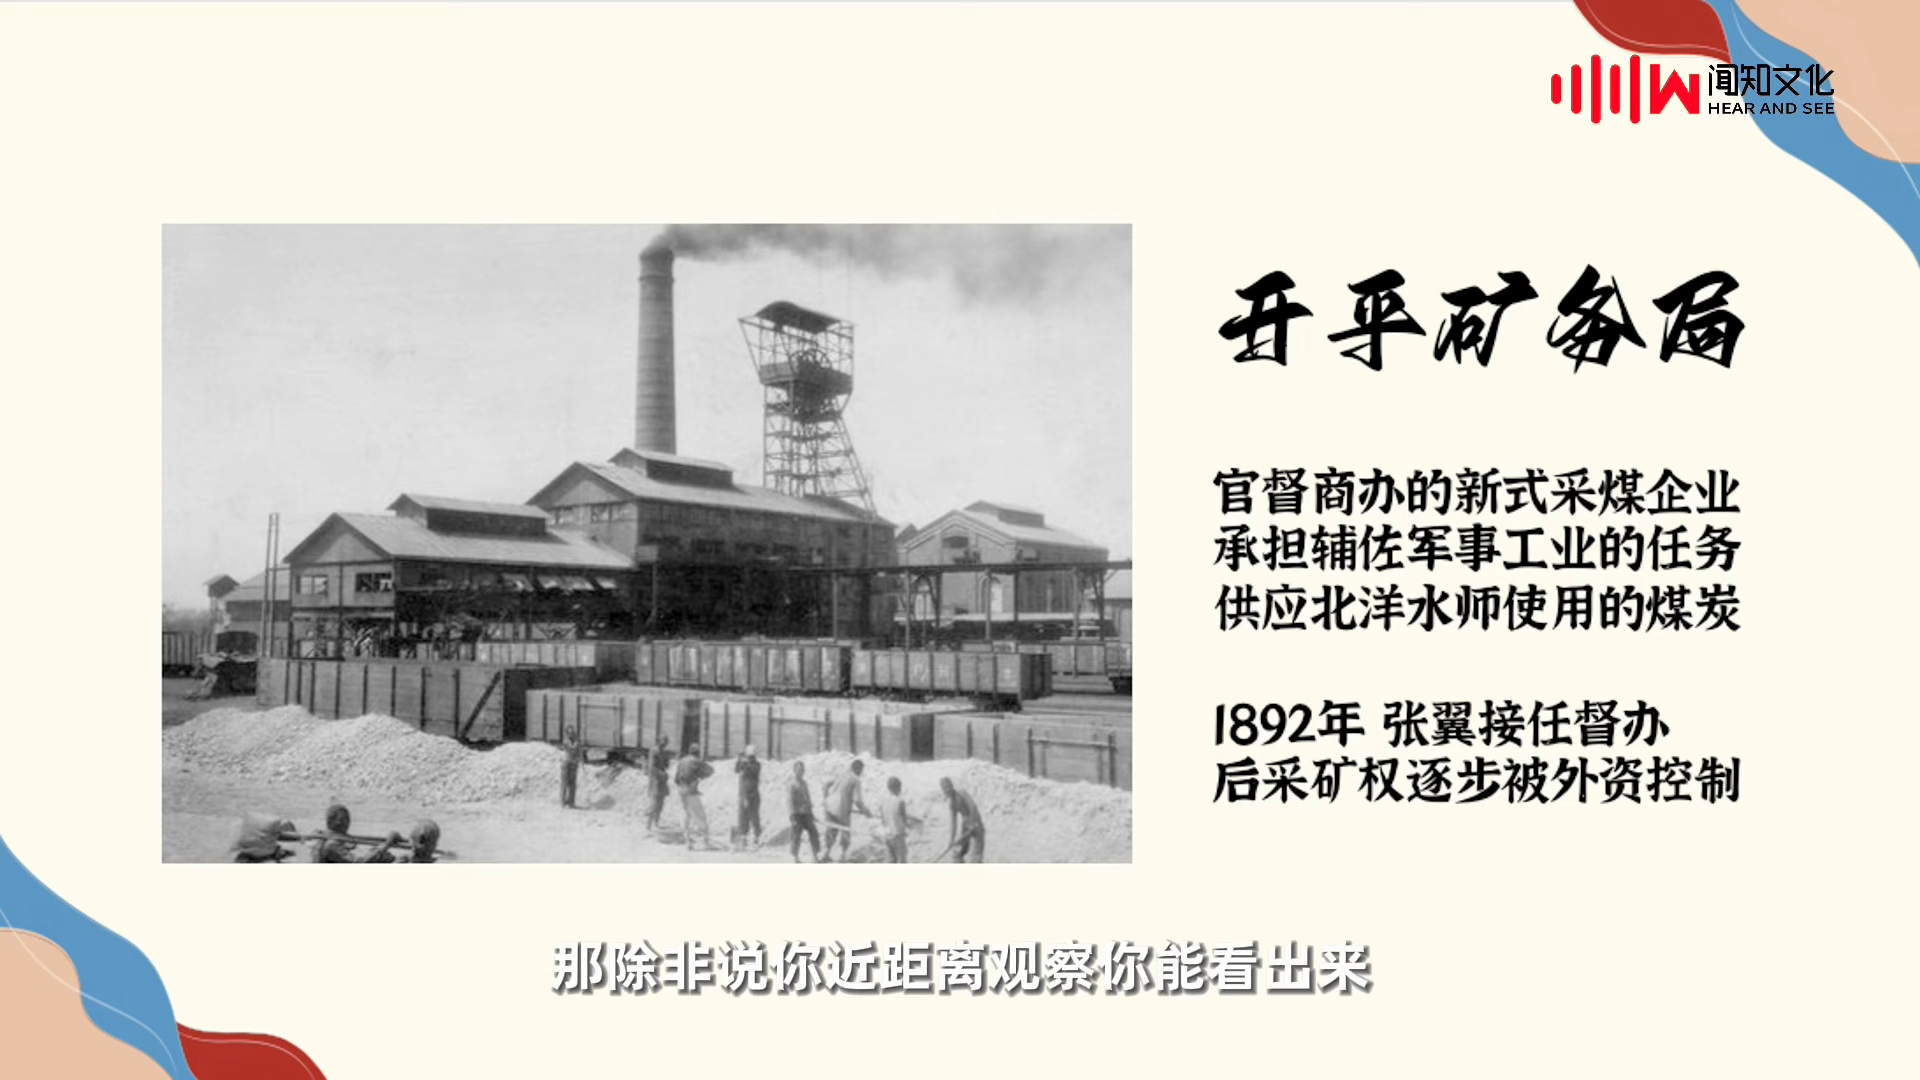 闻知文化
HEAR AND SEE
开平矿务局
官督商办的新式采煤企业
承担辅佐军事工业的任务
供应北洋水师使用的煤炭
1892年 张翼接任督办
后采矿权逐步被外资控制
那除非说你近距离观察你能看出来